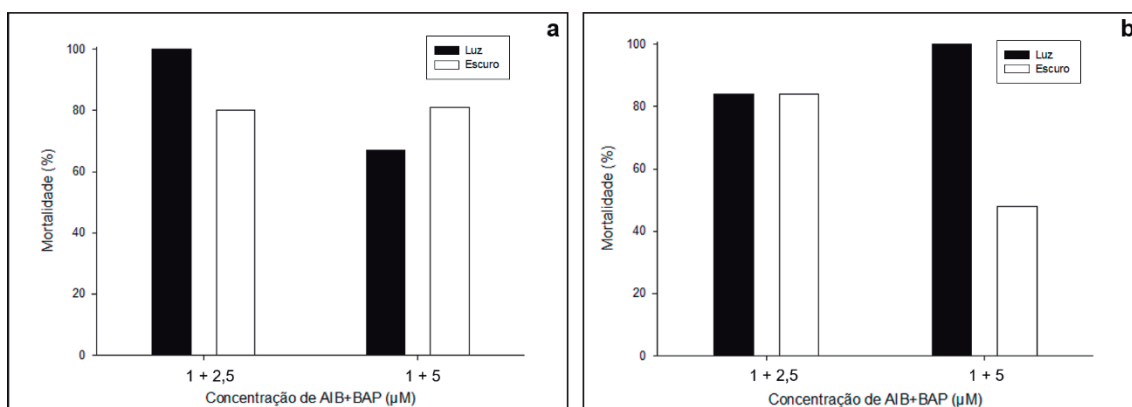 a
Luz
Escuro
100
80
60
40
20
0
Mortalidade (%)
1 + 2,5
1 + 5
Concentração de AIB+BAP (µM)
b
Luz
Escuro
100
80
60
40
20
0
Mortalidade (%)
1 + 2,5
1 + 5
Concentração de AIB+BAP (µM)